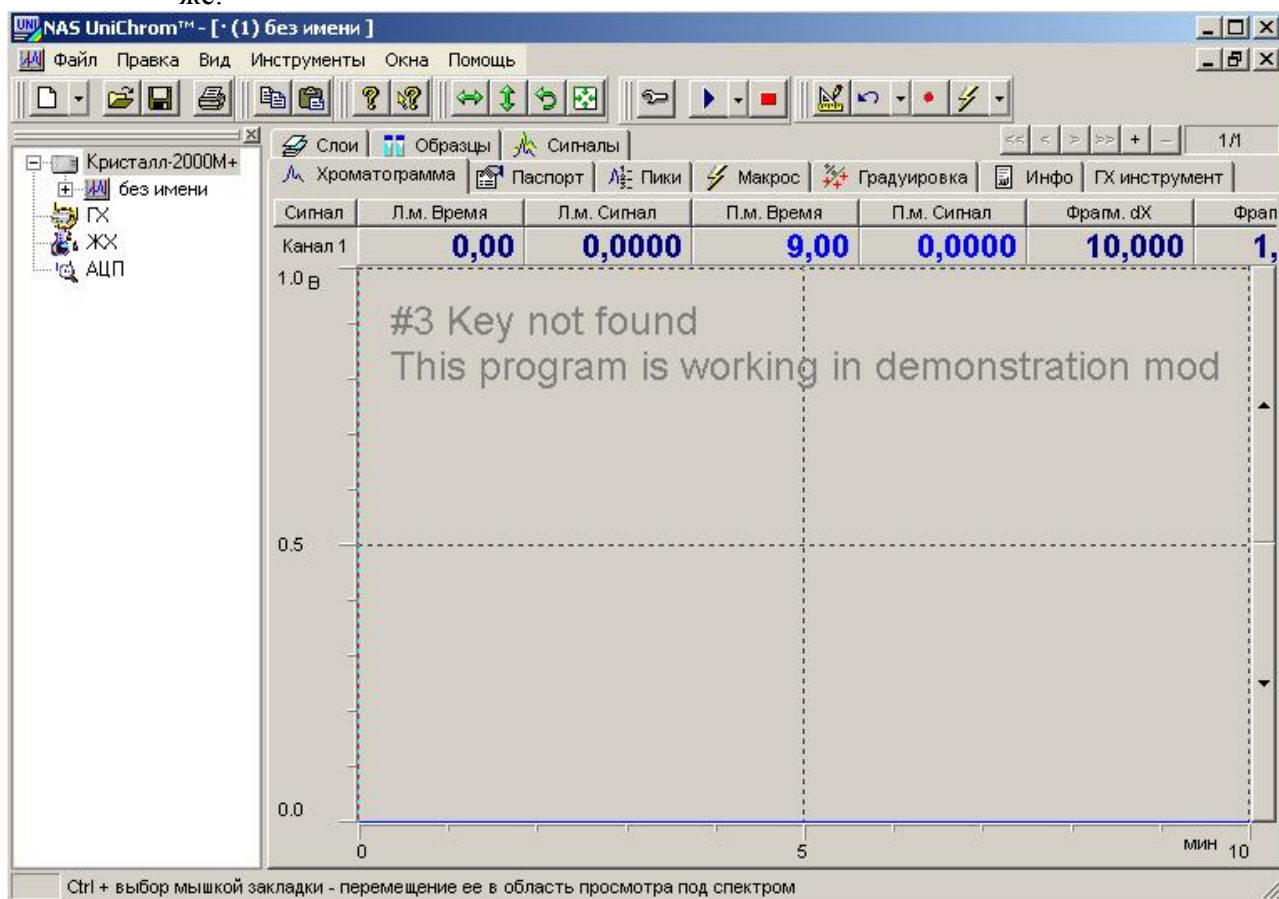 же.
NAS UniChrom™ - [ · (1) без имени ]
Файл Правка Вид Инструменты Окна Помощь
Слои Образцы Сигналы << < > >> + - 1/1
Кристалл-2000М+
без имени
ГХ
ЖХ
АЦП
Хроматограмма Паспорт Пики Макрос Градуировка Инфо ГХ инструмент
Сигнал Л.м. Время Л.м. Сигнал П.м. Время П.м. Сигнал Фрагм. dX Фраг
Канал 1 0,00 0,0000 9,00 0,0000 10,000 1,
1.0 В
#3 Key not found
This program is working in demonstration mod
0.5
0.0
0 5 мин 10
Ctrl + выбор мышкой закладки - перемещение ее в область просмотра под спектром